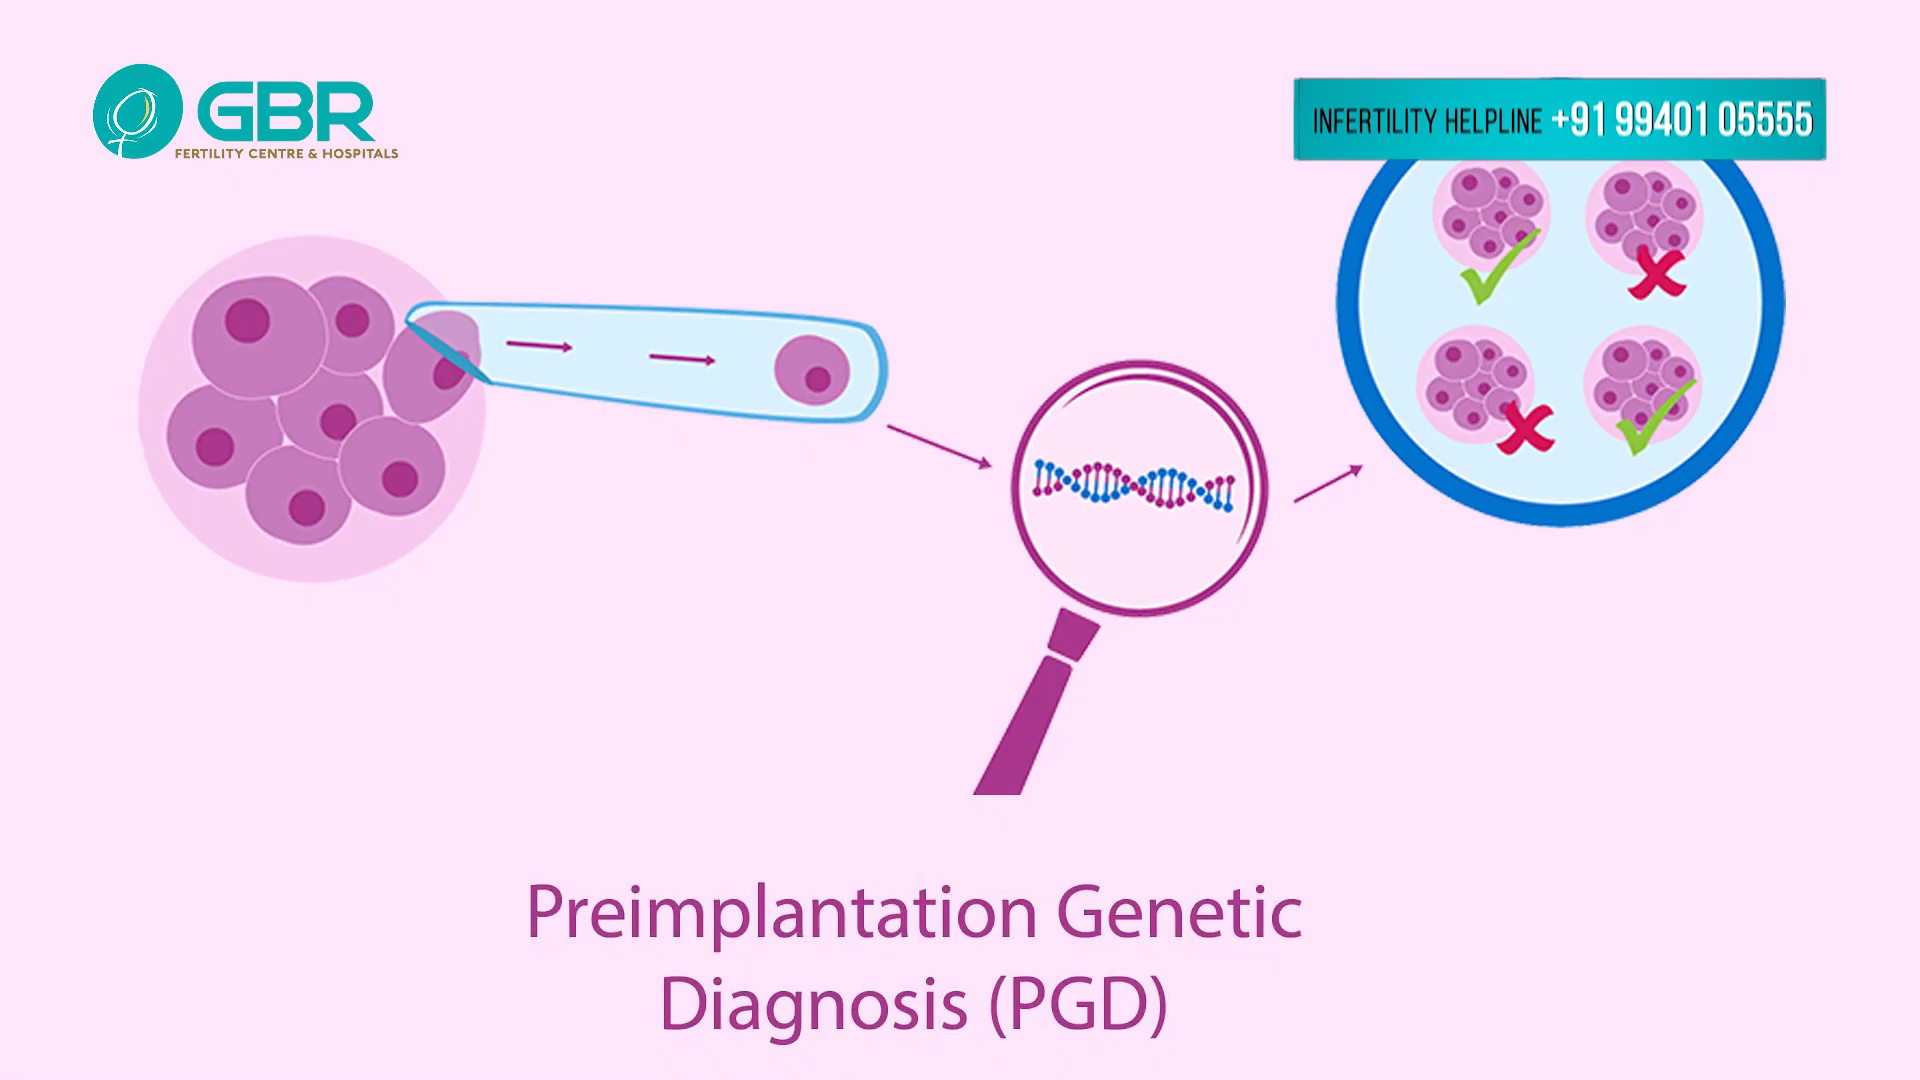 GBR
FERTILITY CENTRE & HOSPITALS
INFERTILITY HELPLINE +91 99401 05555
Preimplantation Genetic
Diagnosis (PGD)